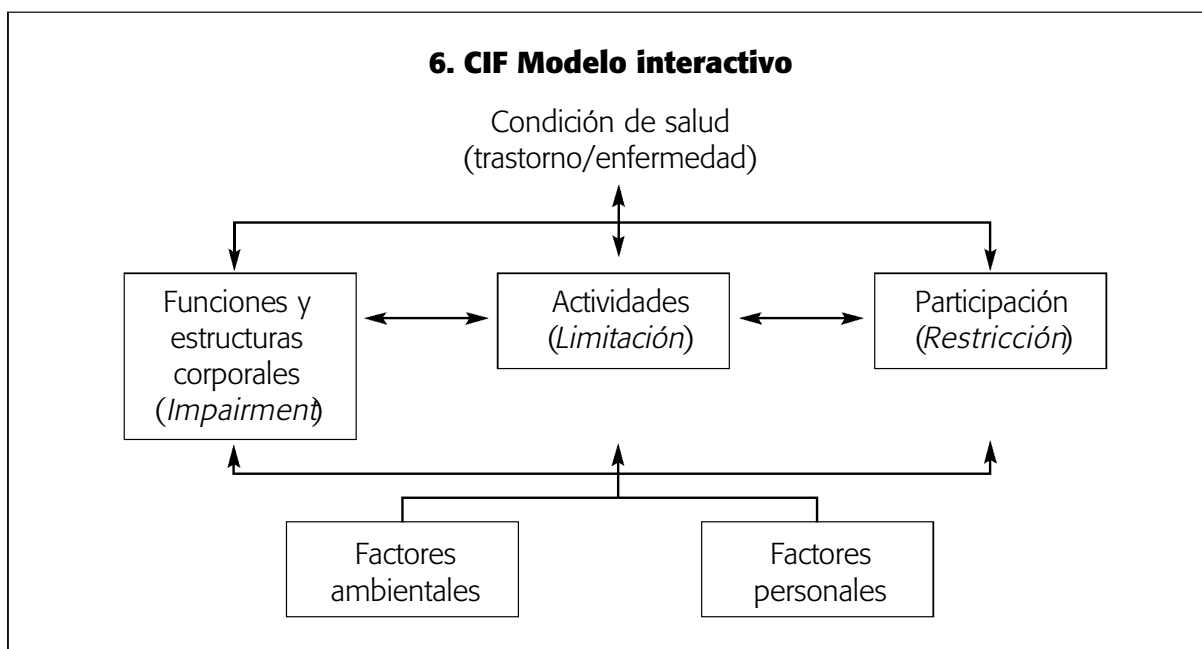 6. CIF Modelo interactivo
Condición de salud
(trastorno/enfermedad)
Funciones y
estructuras
corporales
(Impairment)
Actividades
(Limitación)
Participación
(Restricción)
Factores
ambientales
Factores
personales